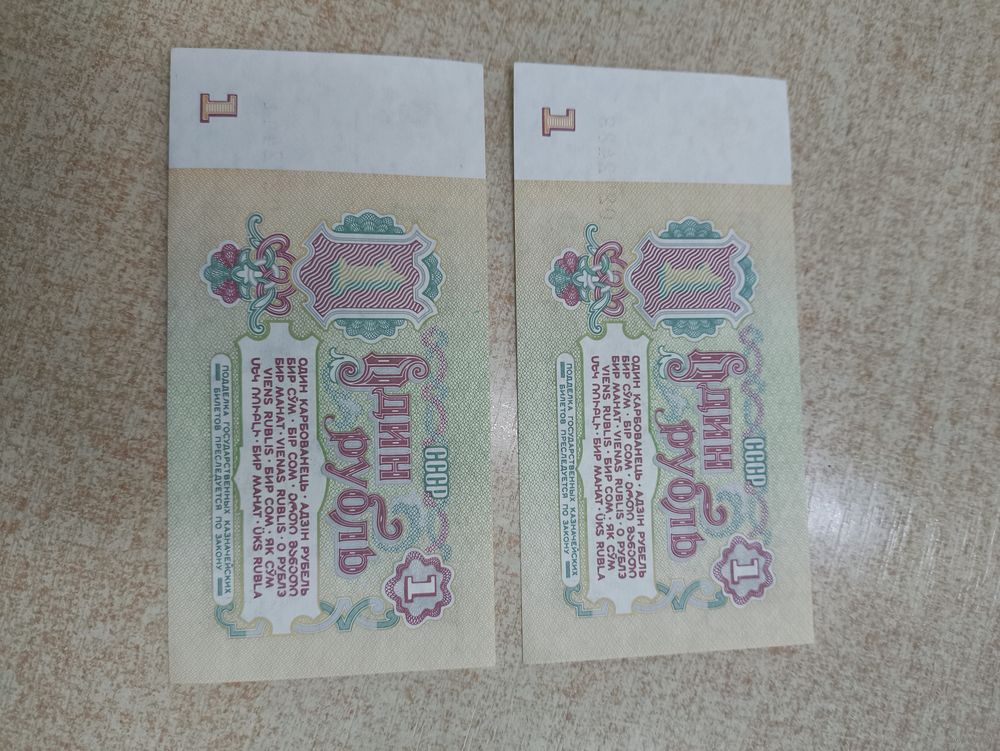 1
СССР
ОДИН
РУБЛЬ
1
ОДИН КАРБОВАНЕЦЬ · АДЗІН РУБЕЛЬ
БИР СЎМ · БІР СОМ · ᲔᲠᲗᲘ ᲛᲐᲜᲔᲗᲘ
БИР МАНАТ · VIENAS RUBLIS · О РУБЛЭ
VIENS RUBLIS · БИР СОМ · ЯК СЎМ
ՄԵԿ ՌՈՒԲԼԻ · БИР МАНАТ · ÜKS RUBLA
ПОДДЕЛКА ГОСУДАРСТВЕННЫХ КАЗНАЧЕЙСКИХ
БИЛЕТОВ ПРЕСЛЕДУЕТСЯ ПО ЗАКОНУ
1
1
СССР
ОДИН
РУБЛЬ
1
ОДИН КАРБОВАНЕЦЬ · АДЗІН РУБЕЛЬ
БИР СЎМ · БІР СОМ · ᲔᲠᲗᲘ ᲛᲐᲜᲔᲗᲘ
БИР МАНАТ · VIENAS RUBLIS · О РУБЛЭ
VIENS RUBLIS · БИР СОМ · ЯК СЎМ
ՄԵԿ ՌՈՒԲԼԻ · БИР МАНАТ · ÜKS RUBLA
ПОДДЕЛКА ГОСУДАРСТВЕННЫХ КАЗНАЧЕЙСКИХ
БИЛЕТОВ ПРЕСЛЕДУЕТСЯ ПО ЗАКОНУ
1